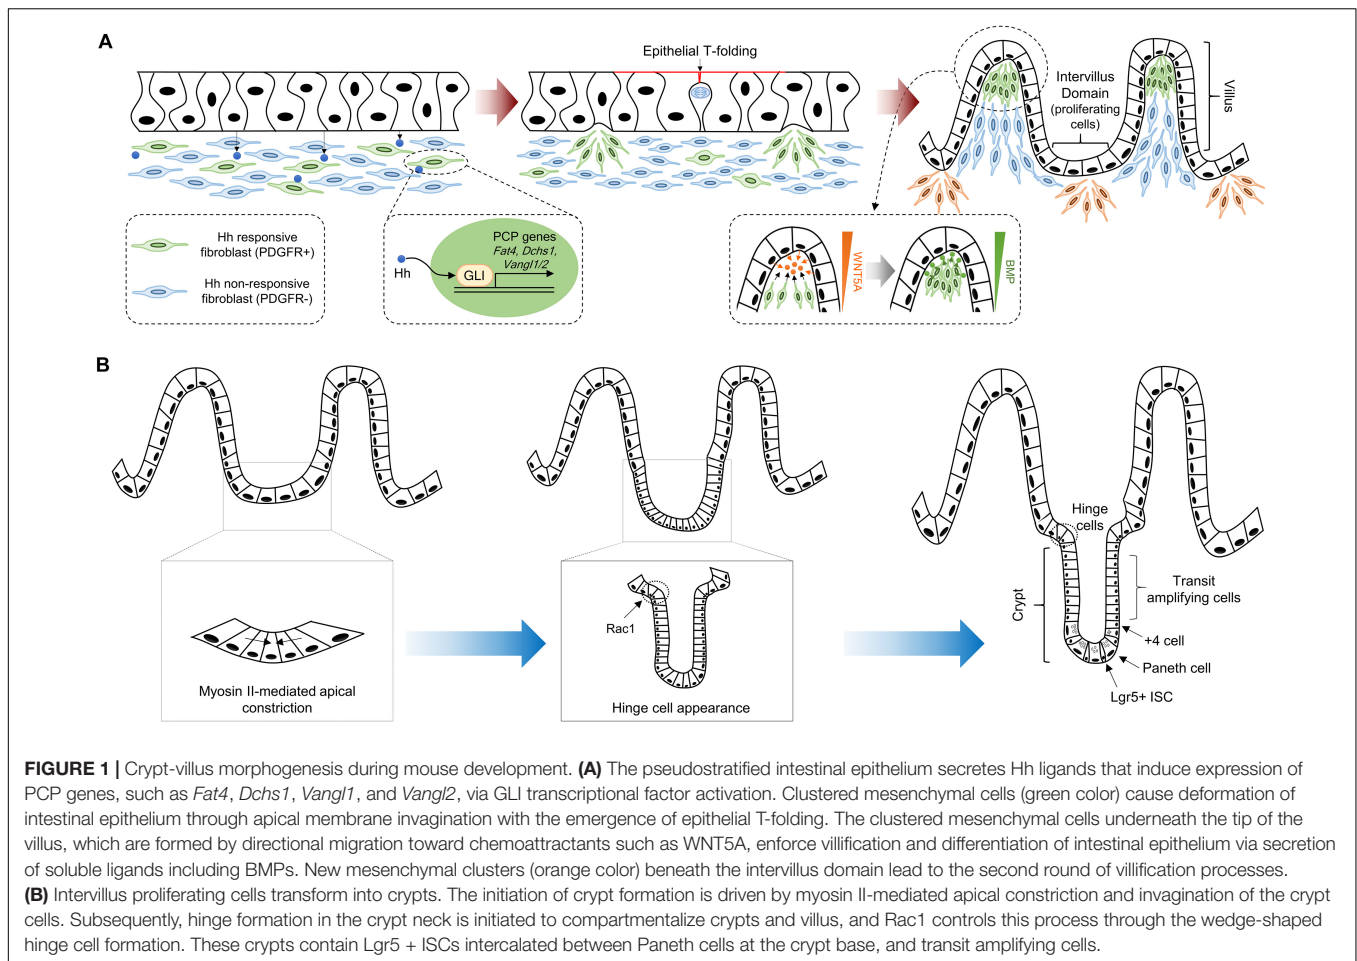 A
Epithelial T-folding
Intervillus
Domain
(proliferating
cells)
Villus
Hh responsive
fibroblast (PDGFR+)
Hh non-responsive
fibroblast (PDGFR-)
Hh
GLI
PCP genes
Fat4, Dchs1,
Vangl1/2
WNT5A
BMP
B
Myosin II-mediated apical
constriction
Rac1
Hinge cell appearance
Hinge
cells
Crypt
Transit
amplifying cells
+4 cell
Paneth cell
Lgr5+ ISC
FIGURE 1 | Crypt-villus morphogenesis during mouse development. (A) The pseudostratified intestinal epithelium secretes Hh ligands that induce expression of
PCP genes, such as Fat4, Dchs1, Vangl1, and Vangl2, via GLI transcriptional factor activation. Clustered mesenchymal cells (green color) cause deformation of
intestinal epithelium through apical membrane invagination with the emergence of epithelial T-folding. The clustered mesenchymal cells underneath the tip of the
villus, which are formed by directional migration toward chemoattractants such as WNT5A, enforce villification and differentiation of intestinal epithelium via secretion
of soluble ligands including BMPs. New mesenchymal clusters (orange color) beneath the intervillus domain lead to the second round of villification processes.
(B) Intervillus proliferating cells transform into crypts. The initiation of crypt formation is driven by myosin II-mediated apical constriction and invagination of the crypt
cells. Subsequently, hinge formation in the crypt neck is initiated to compartmentalize crypts and villus, and Rac1 controls this process through the wedge-shaped
hinge cell formation. These crypts contain Lgr5 + ISCs intercalated between Paneth cells at the crypt base, and transit amplifying cells.